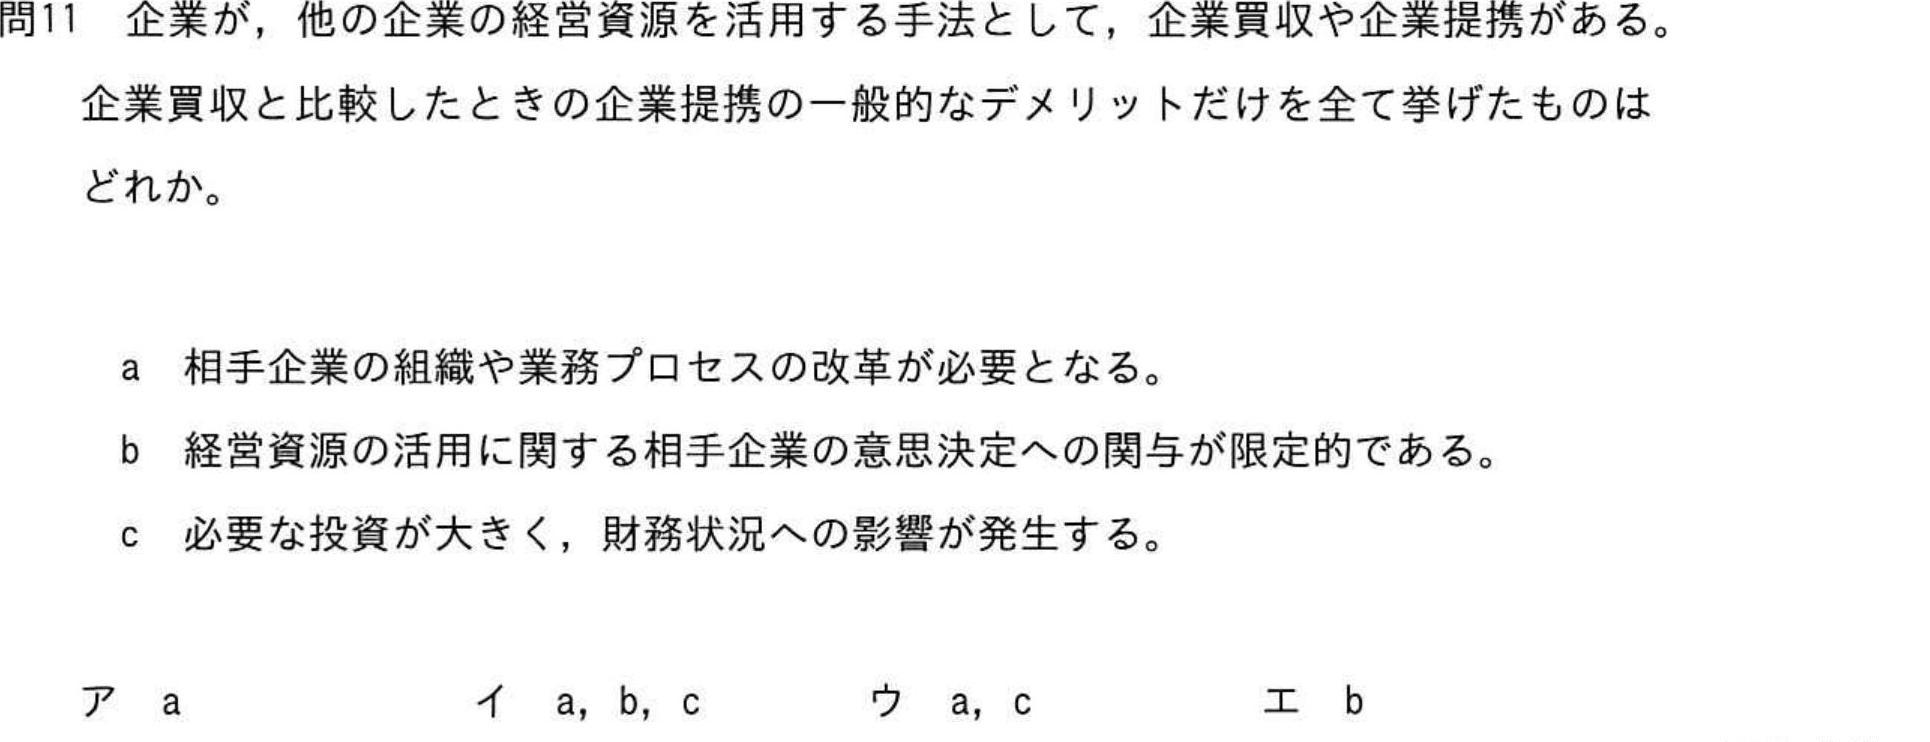 問11　企業が，他の企業の経営資源を活用する手法として，企業買収や企業提携がある。
企業買収と比較したときの企業提携の一般的なデメリットだけを全て挙げたものは
どれか。
a　相手企業の組織や業務プロセスの改革が必要となる。
b　経営資源の活用に関する相手企業の意思決定への関与が限定的である。
c　必要な投資が大きく，財務状況への影響が発生する。
ア　a　イ　a，b，c　ウ　a，c　エ　b